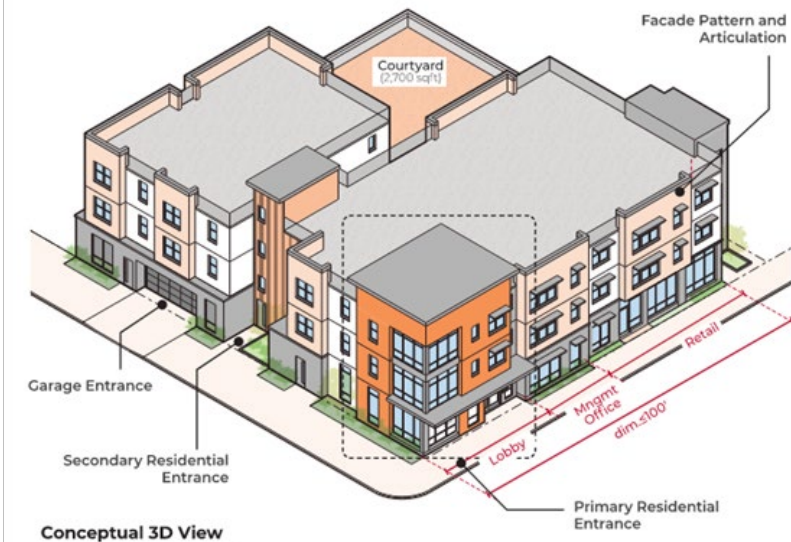 Facade Pattern and
Articulation
Courtyard
(2,700 sqft)
Garage Entrance
Secondary Residential
Entrance
Lobby
Mngmt
Office
Retail
dim.≤100'
Primary Residential
Entrance
Conceptual 3D View